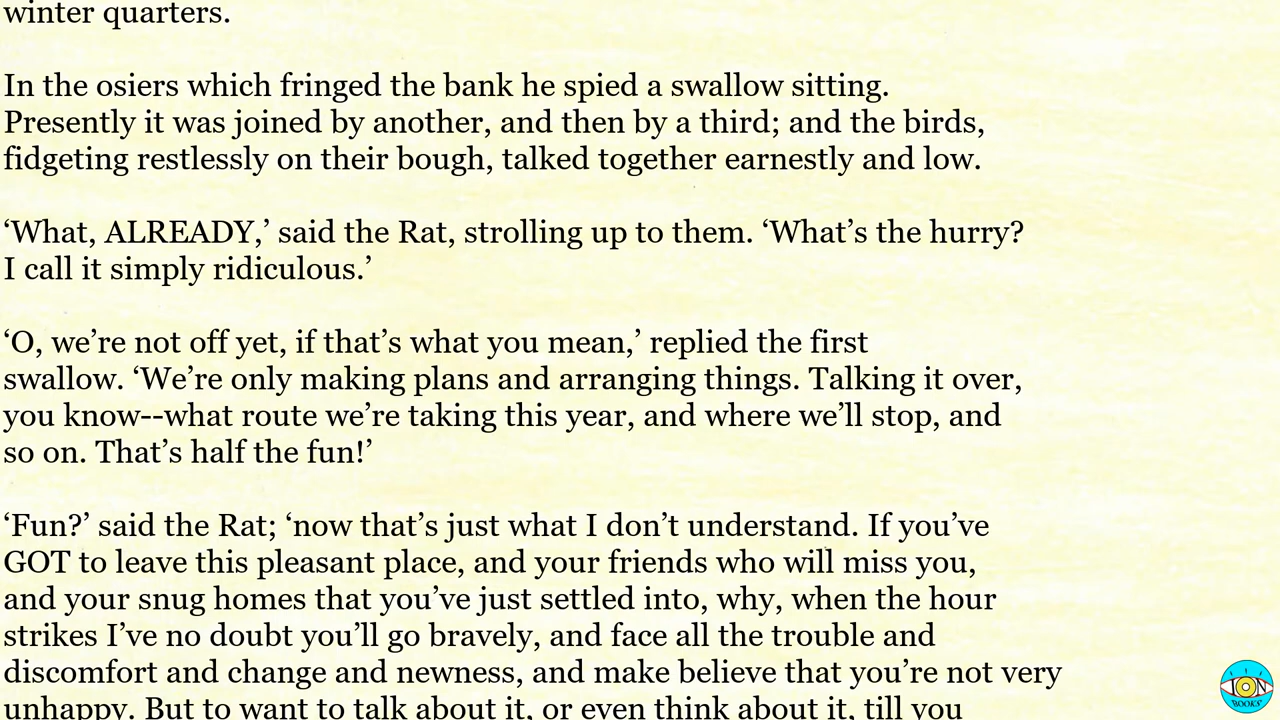 winter quarters.
In the osiers which fringed the bank he spied a swallow sitting.
Presently it was joined by another, and then by a third; and the birds,
fidgeting restlessly on their bough, talked together earnestly and low.
‘What, ALREADY,’ said the Rat, strolling up to them. ‘What’s the hurry?
I call it simply ridiculous.’
‘O, we’re not off yet, if that’s what you mean,’ replied the first
swallow. ‘We’re only making plans and arranging things. Talking it over,
you know--what route we’re taking this year, and where we’ll stop, and
so on. That’s half the fun!’
‘Fun?’ said the Rat; ‘now that’s just what I don’t understand. If you’ve
GOT to leave this pleasant place, and your friends who will miss you,
and your snug homes that you’ve just settled into, why, when the hour
strikes I’ve no doubt you’ll go bravely, and face all the trouble and
discomfort and change and newness, and make believe that you’re not very
unhappy. But to want to talk about it, or even think about it, till you
ION
BOOKS